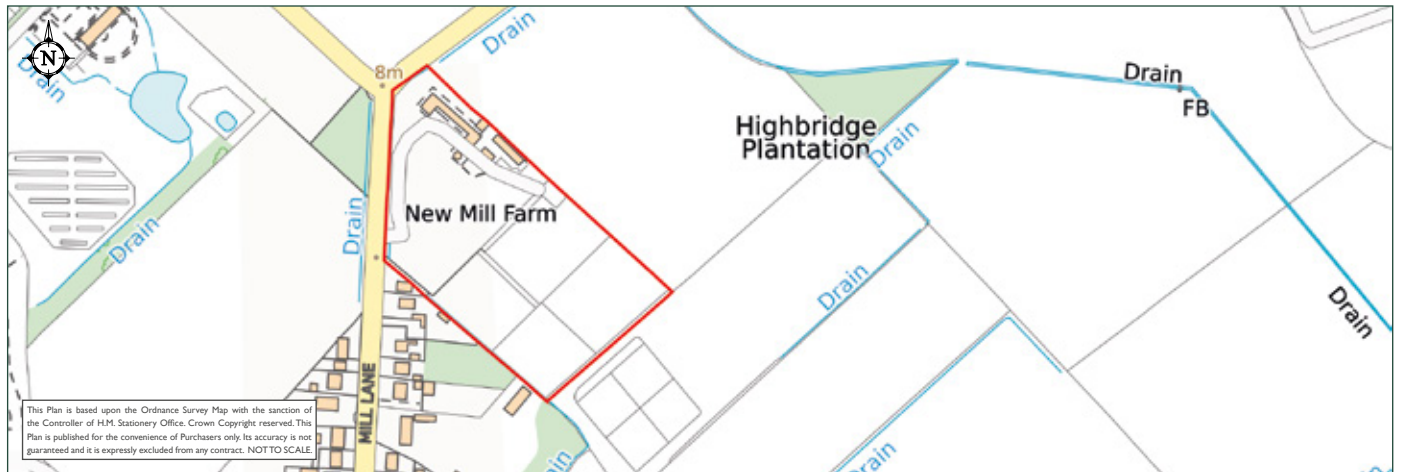 N
Drain
8m
Drain
Drain
FB
Highbridge
Plantation
Drain
New Mill Farm
Drain
Drain
Drain
Drain
MILL LANE
Drain
This Plan is based upon the Ordnance Survey Map with the sanction of
the Controller of H.M. Stationery Office. Crown Copyright reserved. This
Plan is published for the convenience of Purchasers only. Its accuracy is not
guaranteed and it is expressly excluded from any contract. NOT TO SCALE.